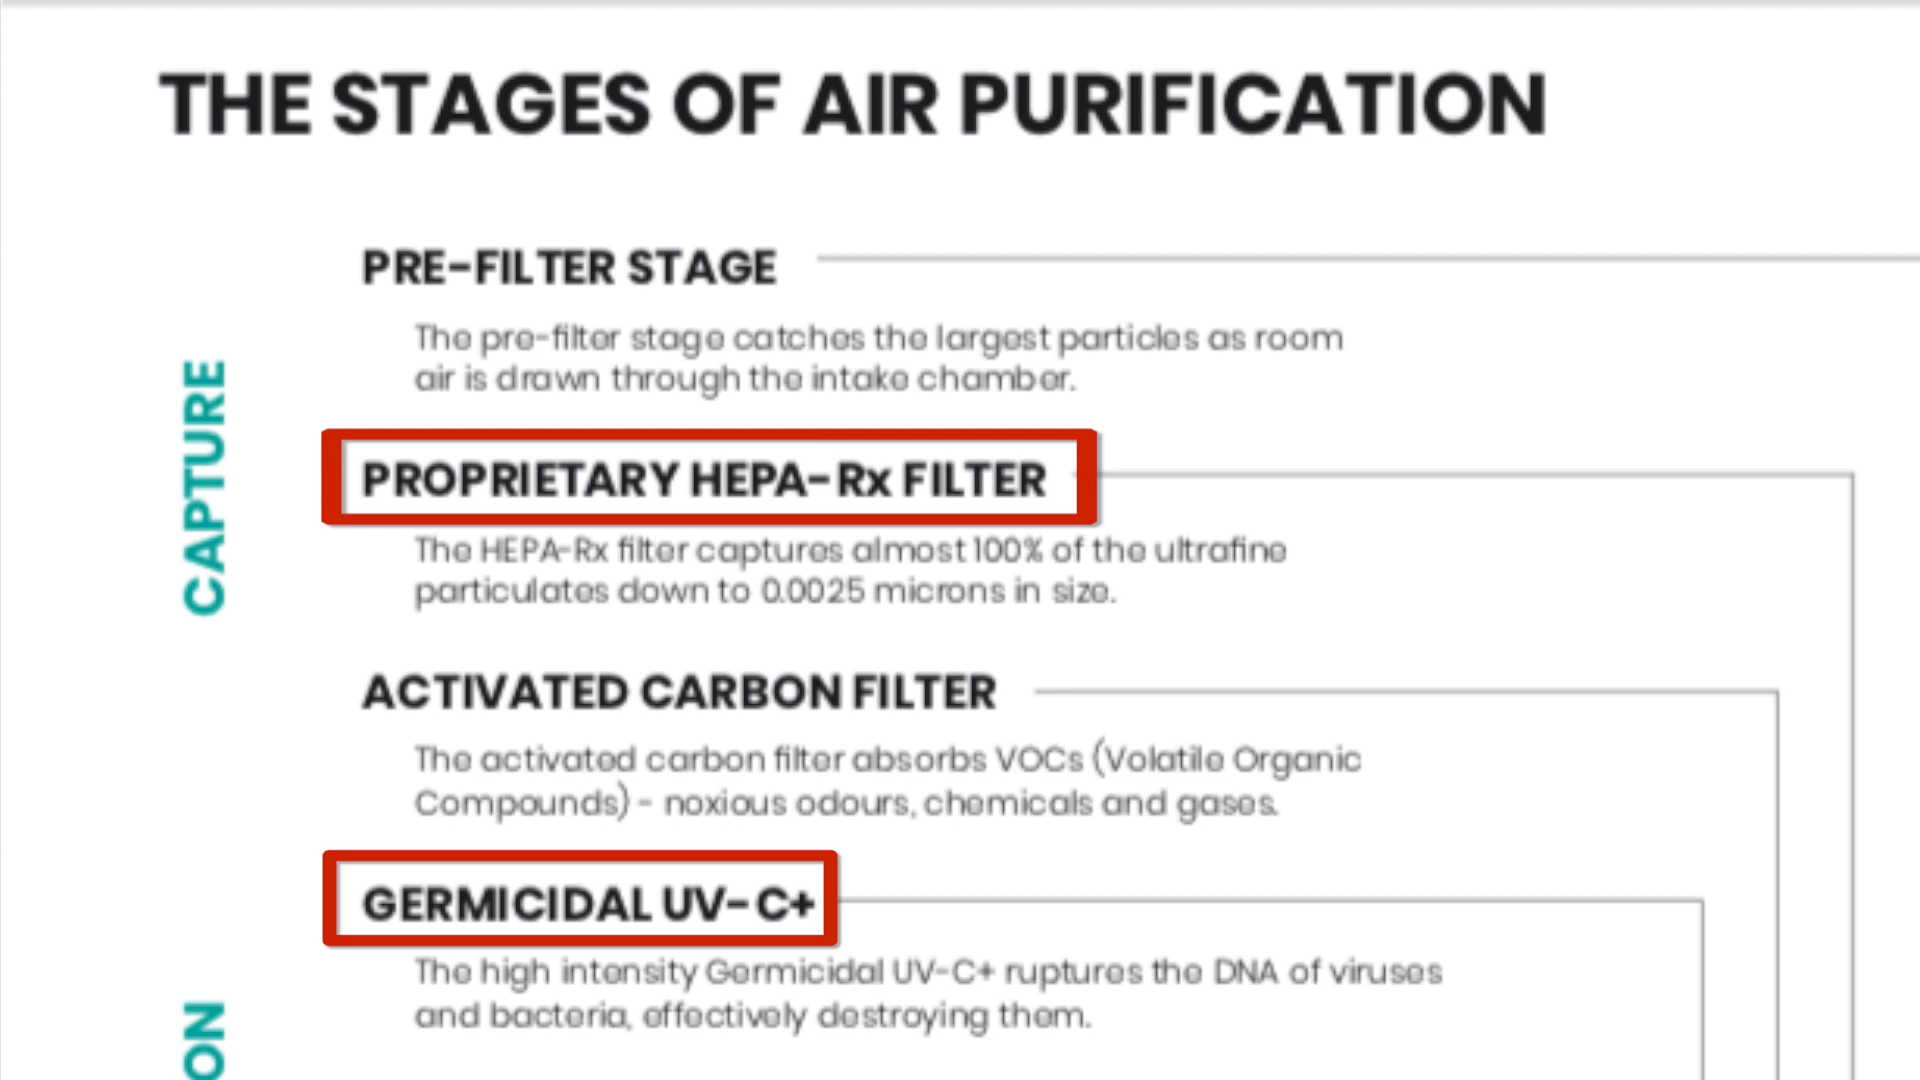 THE STAGES OF AIR PURIFICATION
PRE-FILTER STAGE
The pre-filter stage catches the largest particles as room
air is drawn through the intake chamber.
CAPTURE
PROPRIETARY HEPA-Rx FILTER
The HEPA-Rx filter captures almost 100% of the ultrafine
particulates down to 0.0025 microns in size.
ACTIVATED CARBON FILTER
The activated carbon filter absorbs VOCs (Volatile Organic
Compounds) - noxious odours, chemicals and gases.
GERMICIDAL UV-C+
The high intensity Germicidal UV-C+ ruptures the DNA of viruses
and bacteria, effectively destroying them.
ON